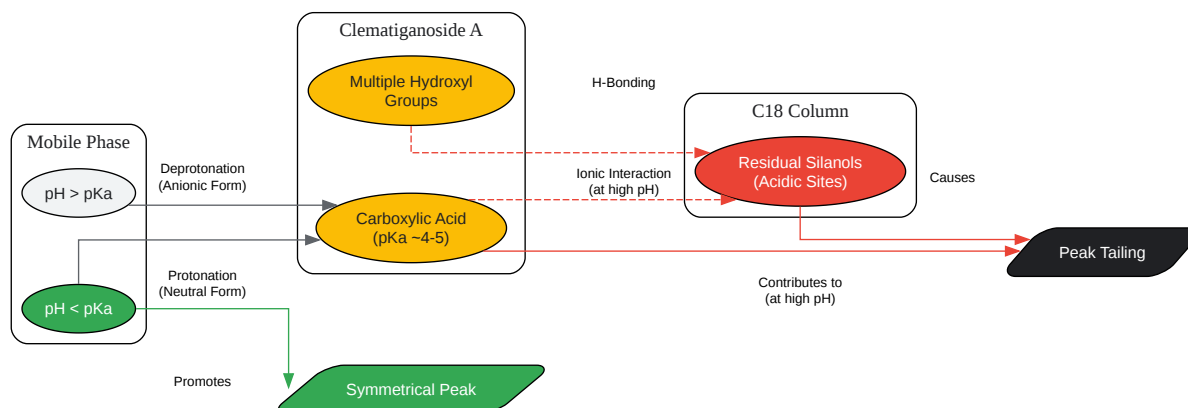 Clematiganoside A
Multiple Hydroxyl
Groups
H-Bonding
C18 Column
Mobile Phase
Residual Silanols
(Acidic Sites)
Deprotonation
(Anionic Form)
Ionic Interaction
(at high pH)
Causes
pH > pKa
Carboxylic Acid
(pKa ~4-5)
Peak Tailing
Protonation
(Neutral Form)
Contributes to
(at high pH)
pH < pKa
Promotes
Symmetrical Peak